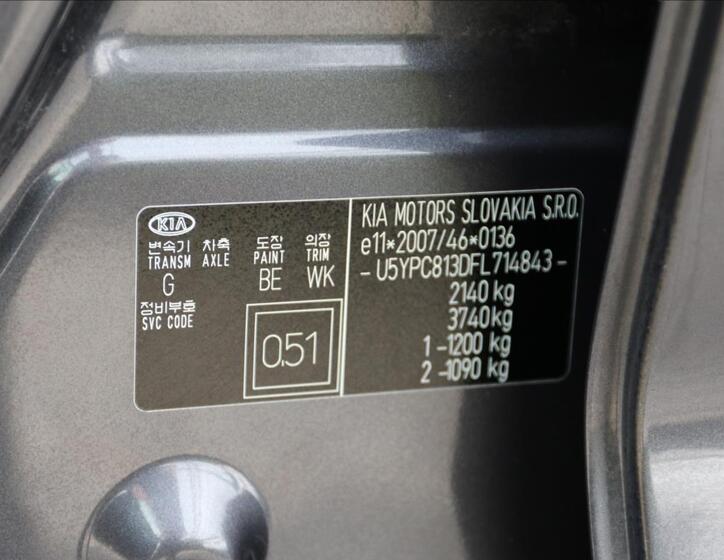 KIA
변속기 차축 도장 의장
TRANSM AXLE PAINT TRIM
G BE WK
정비부호
SVC CODE
0.51
KIA MOTORS SLOVAKIA S.R.O.
e11*2007/46*0136
- U5YPC813DFL714843 -
2140 kg
3740kg
1 -1200 kg
2 -1090 kg